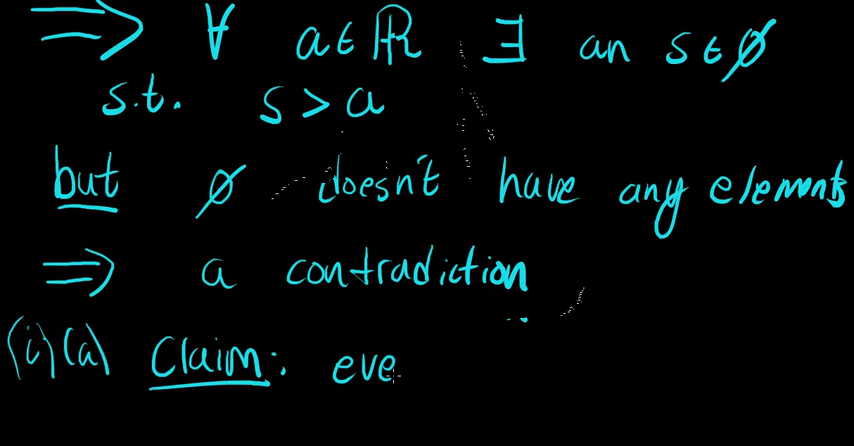 ⇒ ∀ a ∈ ℝ ∃ an s ∈ ∅
s.t. s > a
but ∅ doesn't have any elements
⇒ a contradiction
(i)(a) Claim: eve